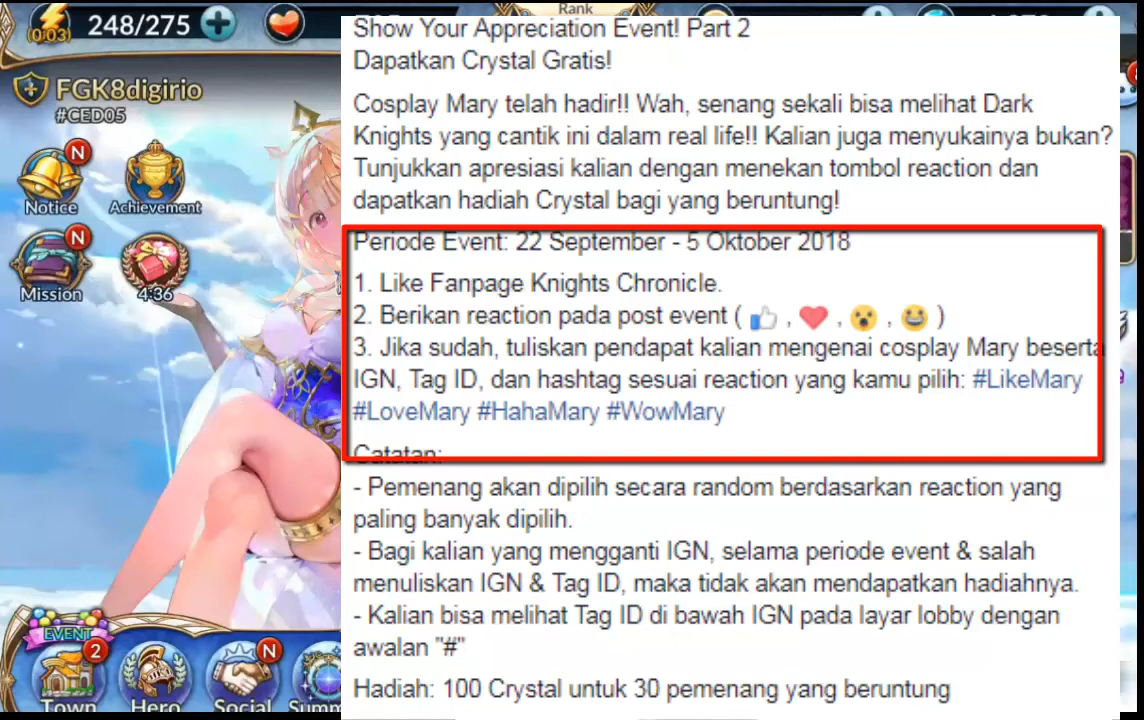 Rank
(0:03) 248/275
FGK8digirio
#CED05
N
Notice
Achievement
N
Mission
4:36
EVENT
2
Town
Hero
N
Social
Show Your Appreciation Event! Part 2
Dapatkan Crystal Gratis!
Cosplay Mary telah hadir!! Wah, senang sekali bisa melihat Dark
Knights yang cantik ini dalam real life!! Kalian juga menyukainya bukan?
Tunjukkan apresiasi kalian dengan menekan tombol reaction dan
dapatkan hadiah Crystal bagi yang beruntung!
Periode Event: 22 September - 5 Oktober 2018
1. Like Fanpage Knights Chronicle.
2. Berikan reaction pada post event ( 👍 , ❤️ , 😮 , 😄 )
3. Jika sudah, tuliskan pendapat kalian mengenai cosplay Mary beserta
IGN, Tag ID, dan hashtag sesuai reaction yang kamu pilih: #LikeMary
#LoveMary #HahaMary #WowMary
Catatan:
- Pemenang akan dipilih secara random berdasarkan reaction yang
paling banyak dipilih.
- Bagi kalian yang mengganti IGN, selama periode event & salah
menuliskan IGN & Tag ID, maka tidak akan mendapatkan hadiahnya.
- Kalian bisa melihat Tag ID di bawah IGN pada layar lobby dengan
awalan "#"
Hadiah: 100 Crystal untuk 30 pemenang yang beruntung